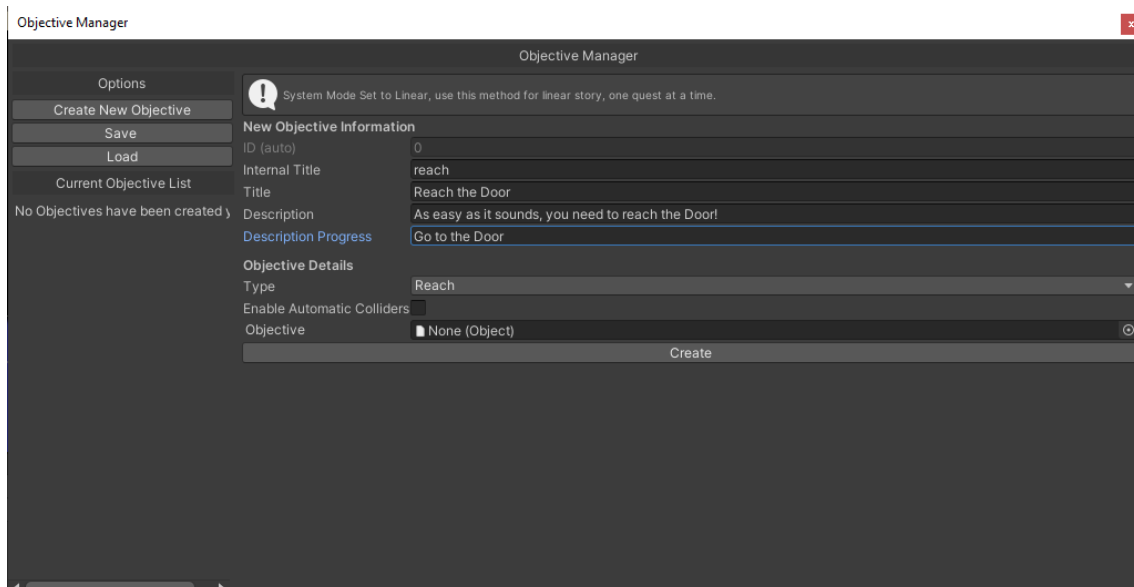 Objective Manager
x
Objective Manager
Options
Create New Objective
Save
Load
Current Objective List
No Objectives have been created y
System Mode Set to Linear, use this method for linear story, one quest at a time.
New Objective Information
ID (auto) 0
Internal Title reach
Title Reach the Door
Description As easy as it sounds, you need to reach the Door!
Description Progress Go to the Door
Objective Details
Type Reach
Enable Automatic Colliders
Objective None (Object)
Create